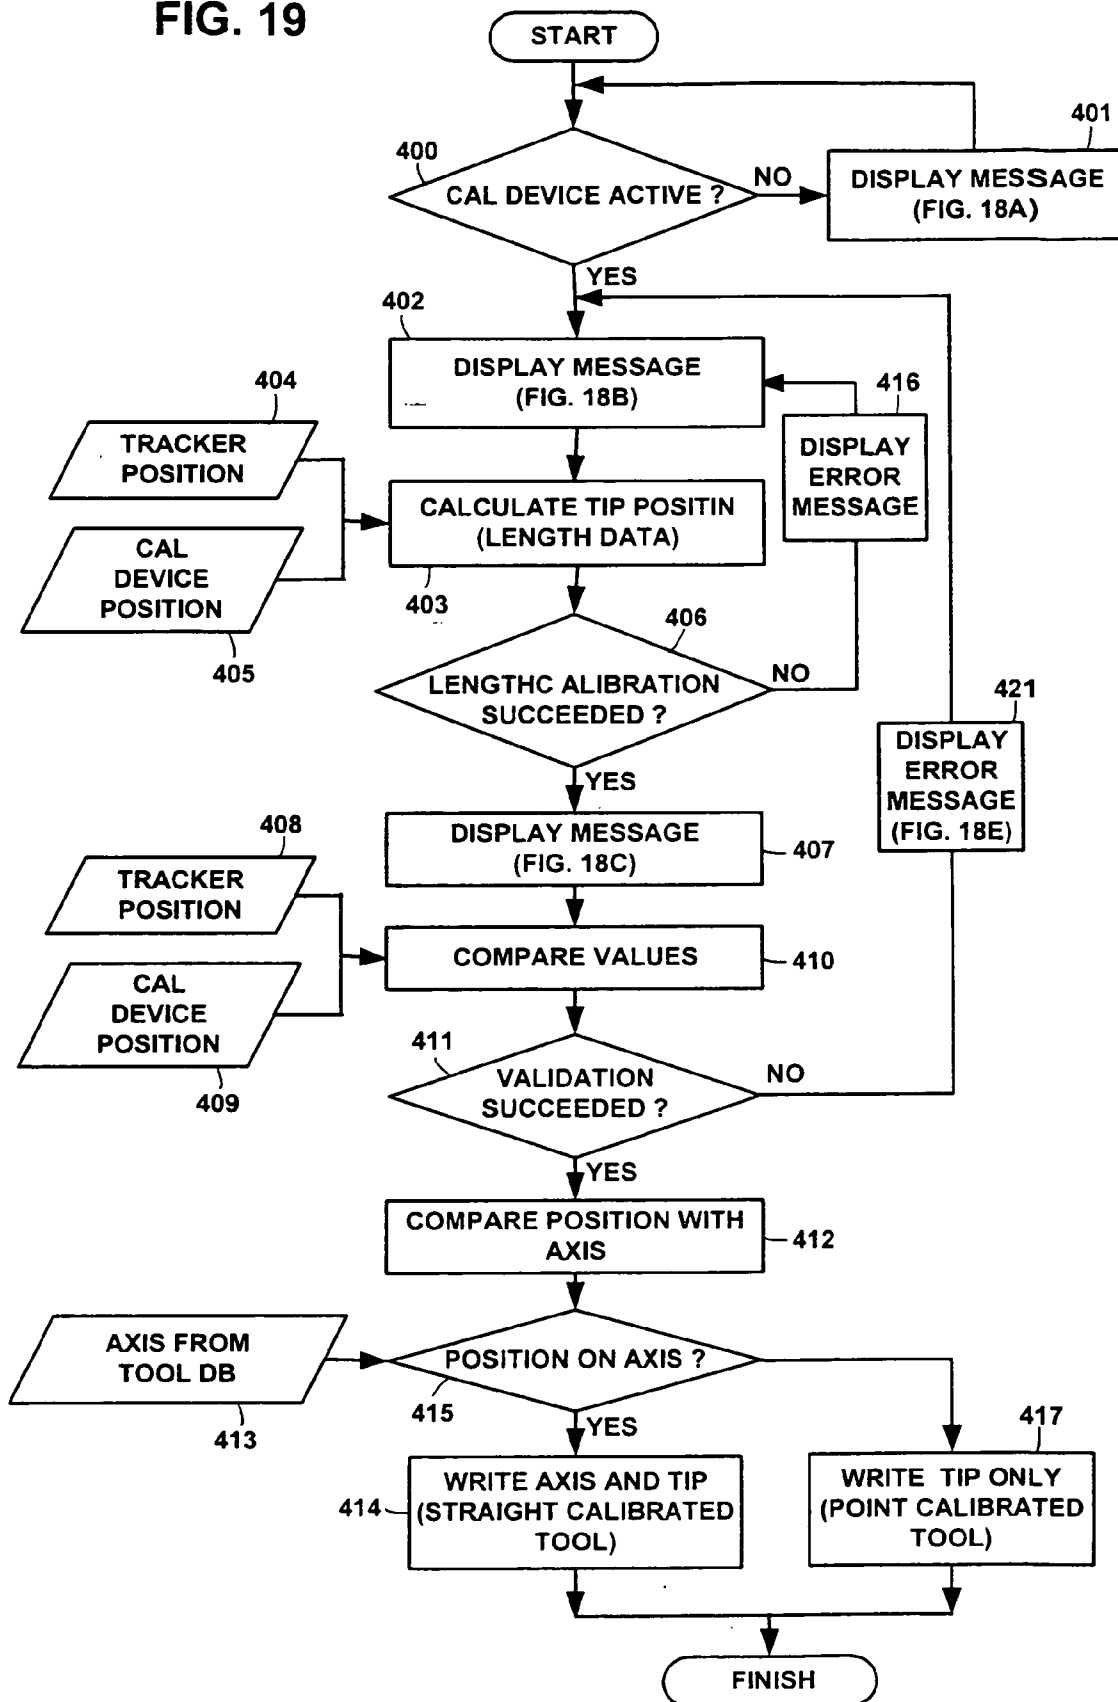 FIG. 19
START
401
400
CAL DEVICE ACTIVE ?
NO
DISPLAY MESSAGE
(FIG. 18A)
YES
402
DISPLAY MESSAGE
(FIG. 18B)
416
DISPLAY
ERROR
MESSAGE
404
TRACKER
POSITION
CALCULATE TIP POSITIN
(LENGTH DATA)
403
CAL
DEVICE
POSITION
405
406
LENGTHC ALIBRATION
SUCCEEDED ?
NO
421
DISPLAY
ERROR
MESSAGE
(FIG. 18E)
YES
DISPLAY MESSAGE
(FIG. 18C)
407
408
TRACKER
POSITION
COMPARE VALUES
410
CAL
DEVICE
POSITION
409
411
VALIDATION
SUCCEEDED ?
NO
YES
COMPARE POSITION WITH
AXIS
412
AXIS FROM
TOOL DB
413
POSITION ON AXIS ?
415
YES
417
414
WRITE AXIS AND TIP
(STRAIGHT CALIBRATED
TOOL)
WRITE TIP ONLY
(POINT CALIBRATED
TOOL)
FINISH